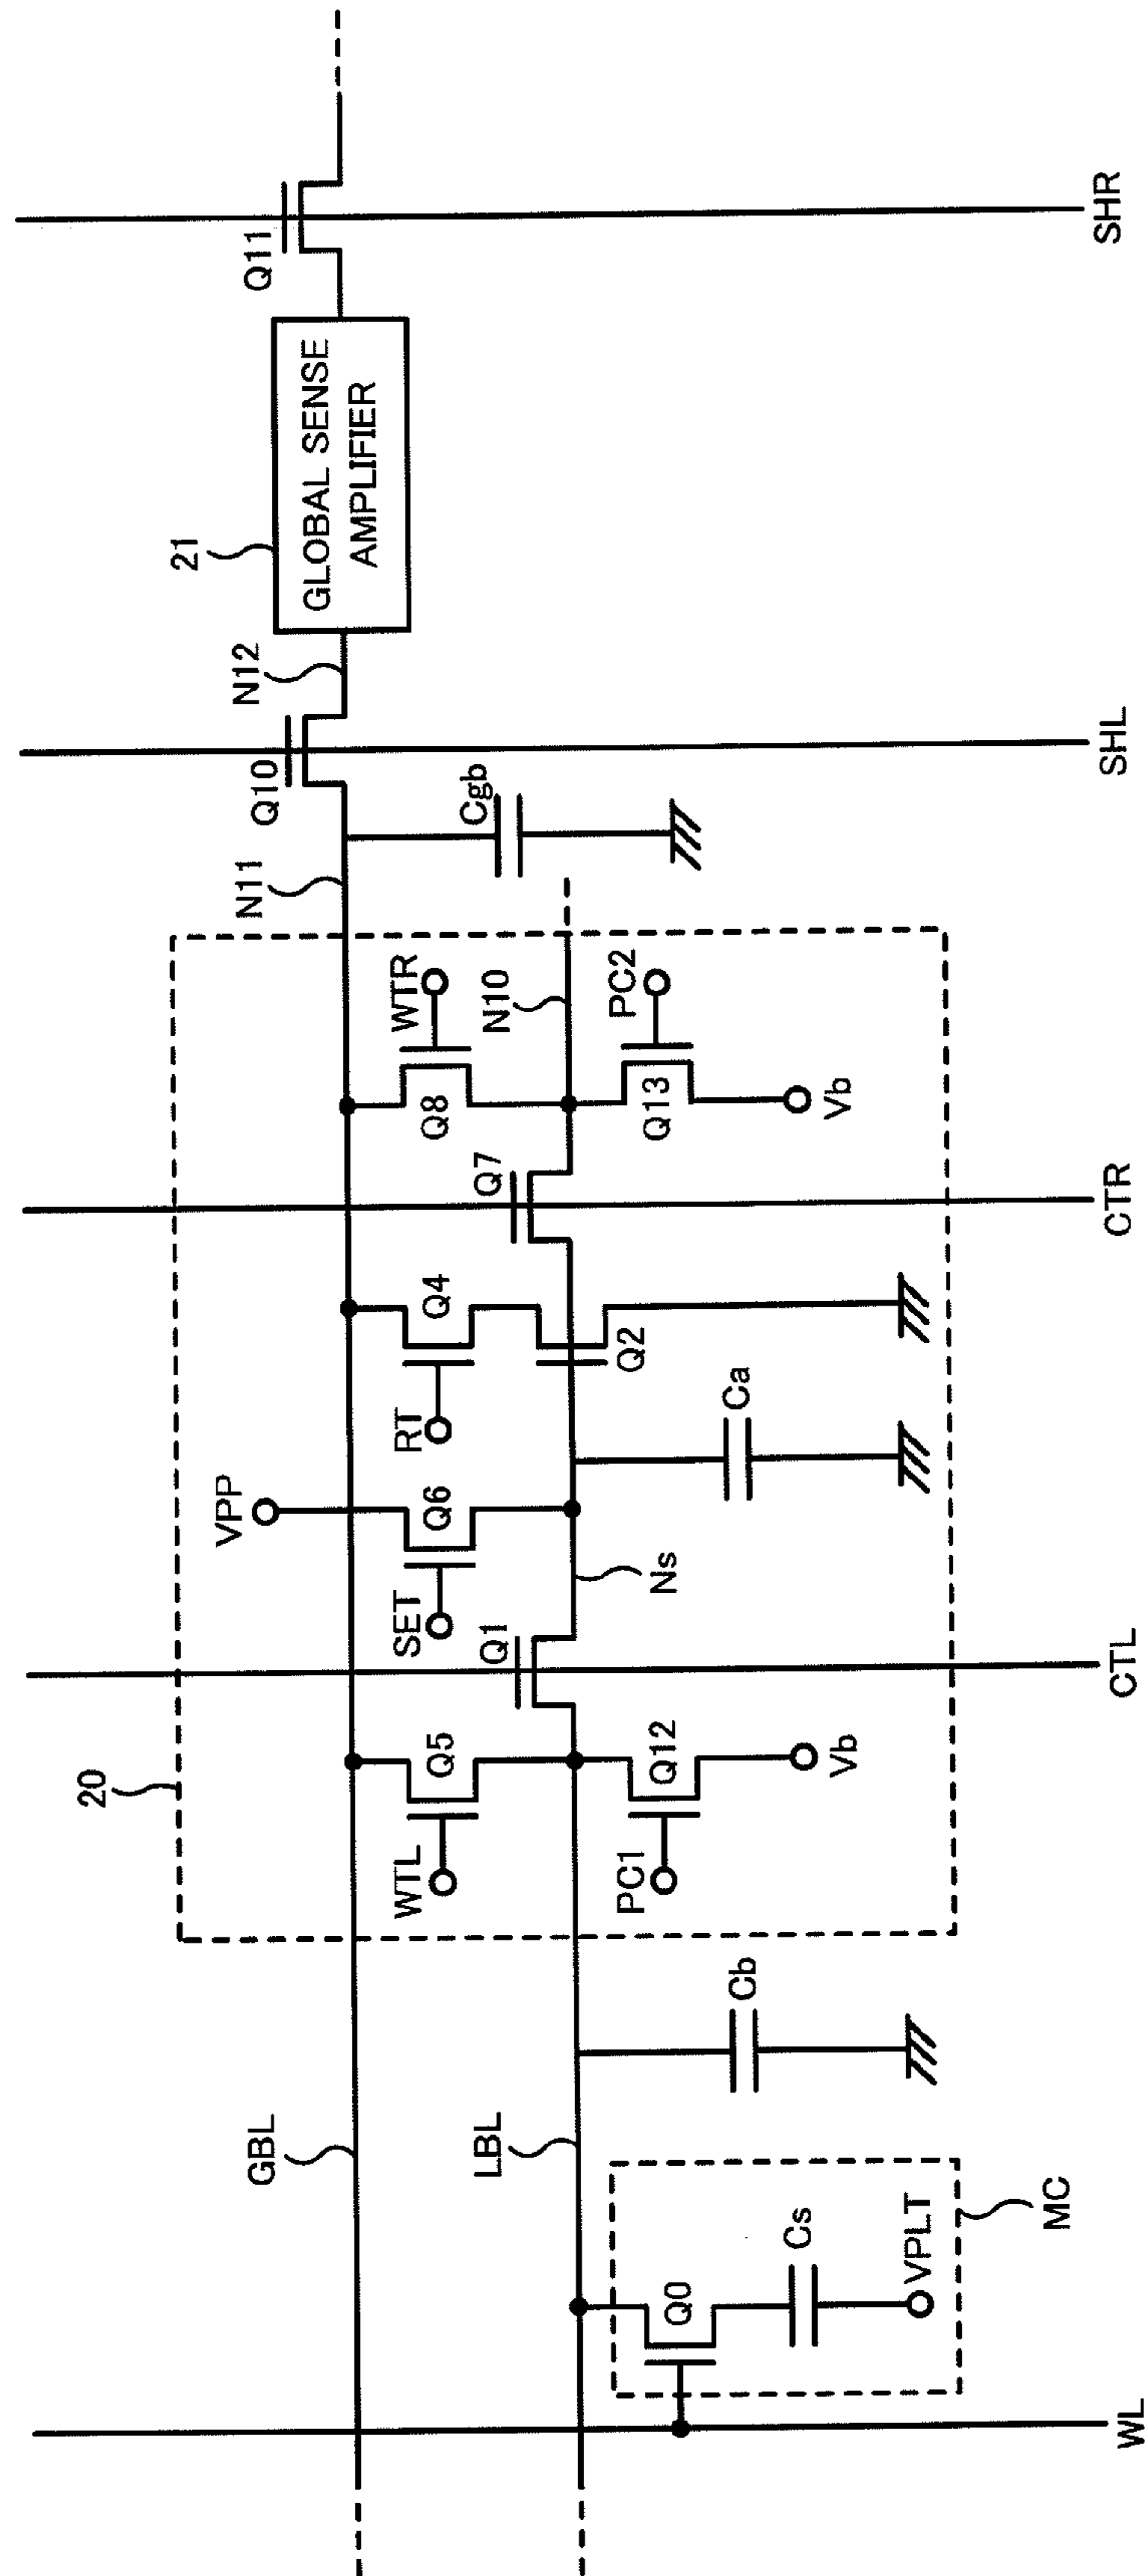 GBL
LBL
WL
Q0
Cs
VPLT
MC
Cb
20
WTL
Q5
PC1
Q12
Vb
CTL
Q1
Ns
SET
Q6
VPP
RT
Q4
Q2
Ca
CTR
Q7
Q8
WTR
N10
Q13
PC2
Vb
N11
Cgb
Q10
SHL
N12
21
GLOBAL SENSE
AMPLIFIER
Q11
SHR